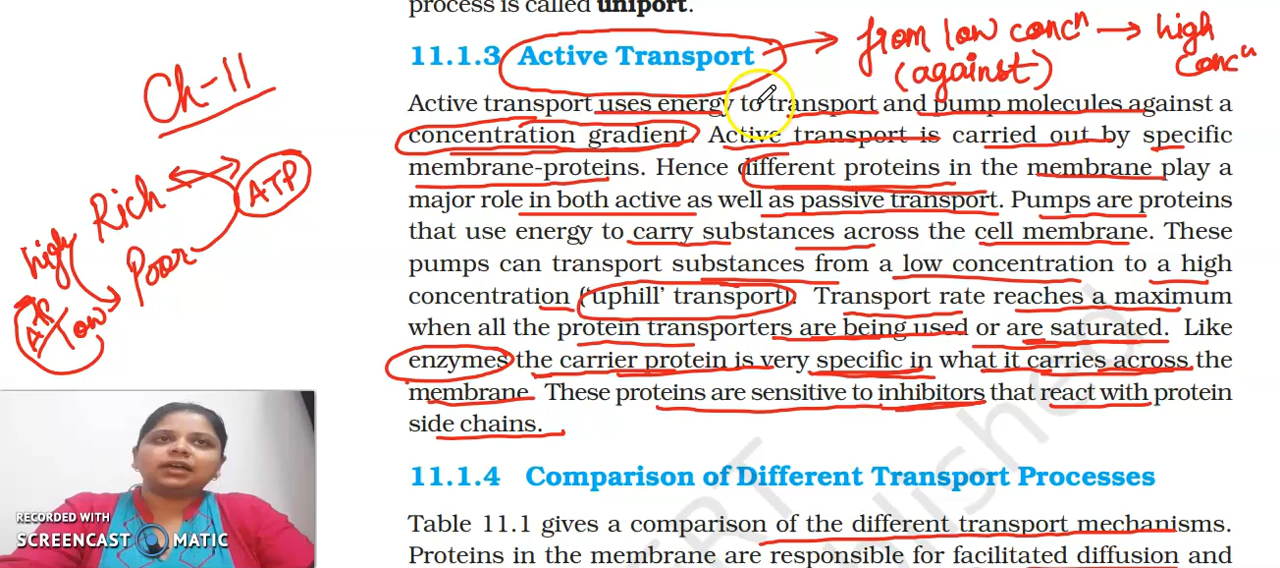 process is called uniport.
11.1.3 Active Transport
from low concⁿ → high
(against) concⁿ
Ch-11
Active transport uses energy to transport and pump molecules against a
concentration gradient. Active transport is carried out by specific
membrane-proteins. Hence different proteins in the membrane play a
major role in both active as well as passive transport. Pumps are proteins
that use energy to carry substances across the cell membrane. These
pumps can transport substances from a low concentration to a high
concentration ('uphill' transport). Transport rate reaches a maximum
when all the protein transporters are being used or are saturated. Like
enzymes the carrier protein is very specific in what it carries across the
membrane. These proteins are sensitive to inhibitors that react with protein
side chains.
Rich
ATP
high
Poor
ATP
low
11.1.4 Comparison of Different Transport Processes
Table 11.1 gives a comparison of the different transport mechanisms.
Proteins in the membrane are responsible for facilitated diffusion and
RECORDED WITH
SCREENCAST MATIC